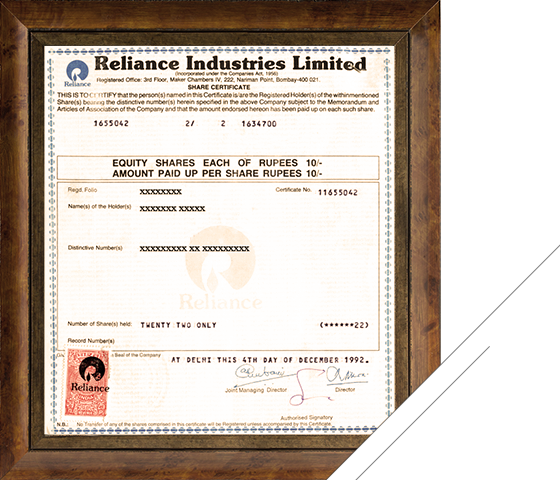 Reliance Industries Limited
(Incorporated under the Companies Act, 1956)
Registered Office: 3rd Floor, Maker Chambers IV, 222, Nariman Point, Bombay-400 021.
Reliance
SHARE CERTIFICATE
THIS IS TO CERTIFY that the person(s) named in this Certificate is/are the Registered Holder(s) of the withinmentioned
Share(s) bearing the distinctive number(s) herein specified in the above Company subject to the Memorandum and
Articles of Association of the Company and that the amount endorsed hereon has been paid up on each such share.
1655042 2/ 2 1634700
EQUITY SHARES EACH OF RUPEES 10/-
AMOUNT PAID UP PER SHARE RUPEES 10/-
Regd. Folio XXXXXXXX Certificate No. 11655042
Name(s) of the Holder(s) XXXXXXX XXXXX
Distinctive Number(s) XXXXXXXXX XX XXXXXXXXX
Reliance
Number of Share(s) held: TWENTY TWO ONLY (******22)
Record Number(s)
Seal of the Company
AT DELHI THIS 4TH DAY OF DECEMBER 1992.
Reliance
Joint Managing Director Director
Authorised Signatory
N.B.: No Transfer of any of the shares comprised in this certificate will be Registered unless accompanied by this Certificate.